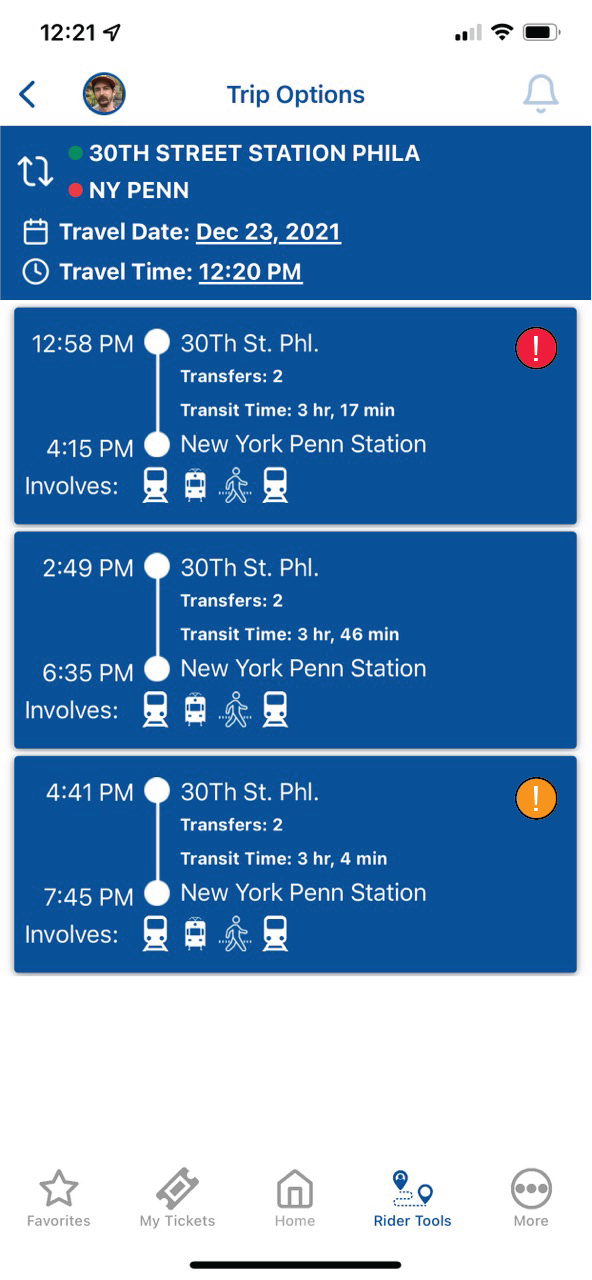 12:21
Trip Options
30TH STREET STATION PHILA
NY PENN
Travel Date: Dec 23, 2021
Travel Time: 12:20 PM
12:58 PM 30Th St. Phl.
Transfers: 2
Transit Time: 3 hr, 17 min
4:15 PM New York Penn Station
Involves:
!
2:49 PM 30Th St. Phl.
Transfers: 2
Transit Time: 3 hr, 46 min
6:35 PM New York Penn Station
Involves:
4:41 PM 30Th St. Phl.
Transfers: 2
Transit Time: 3 hr, 4 min
7:45 PM New York Penn Station
Involves:
!
Favorites My Tickets Home Rider Tools More